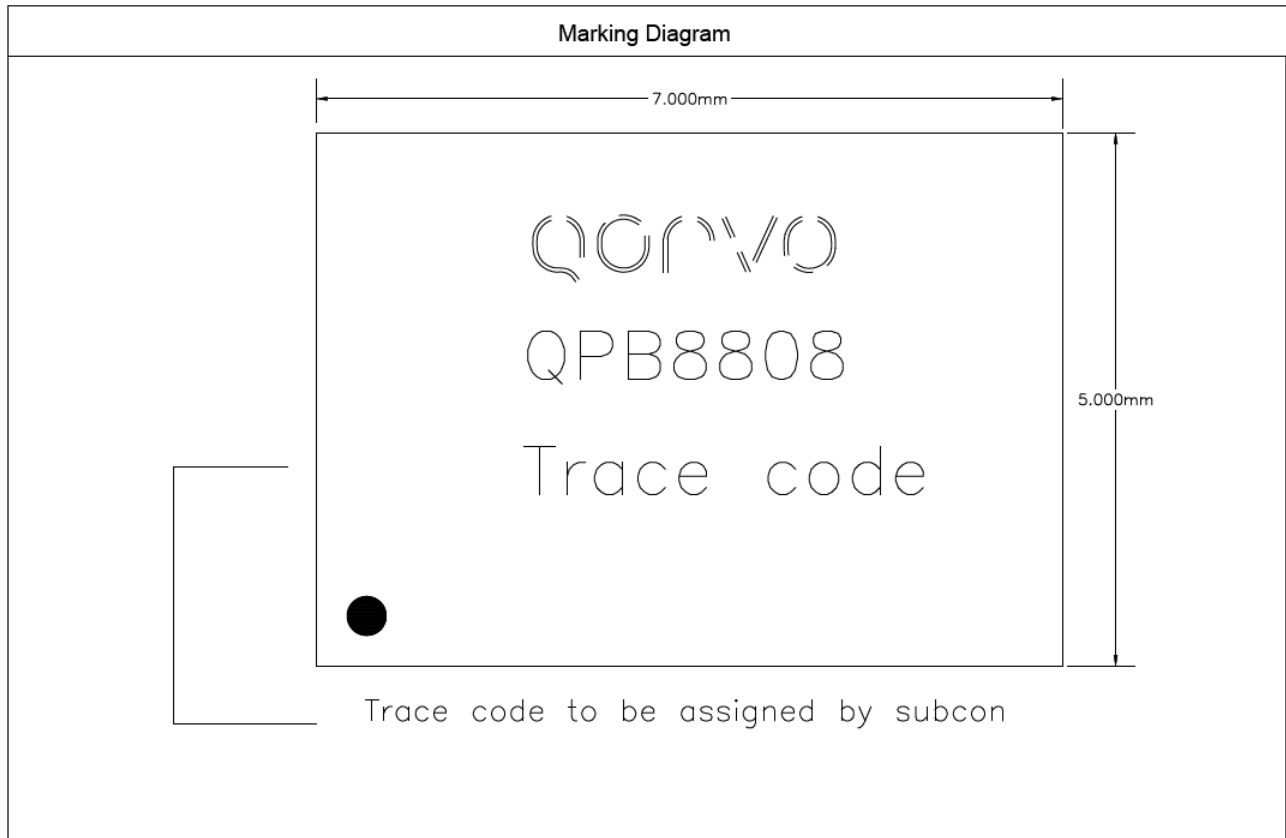 Marking Diagram
7.000mm
QORVO
QPB8808
5.000mm
Trace code
Trace code to be assigned by subcon